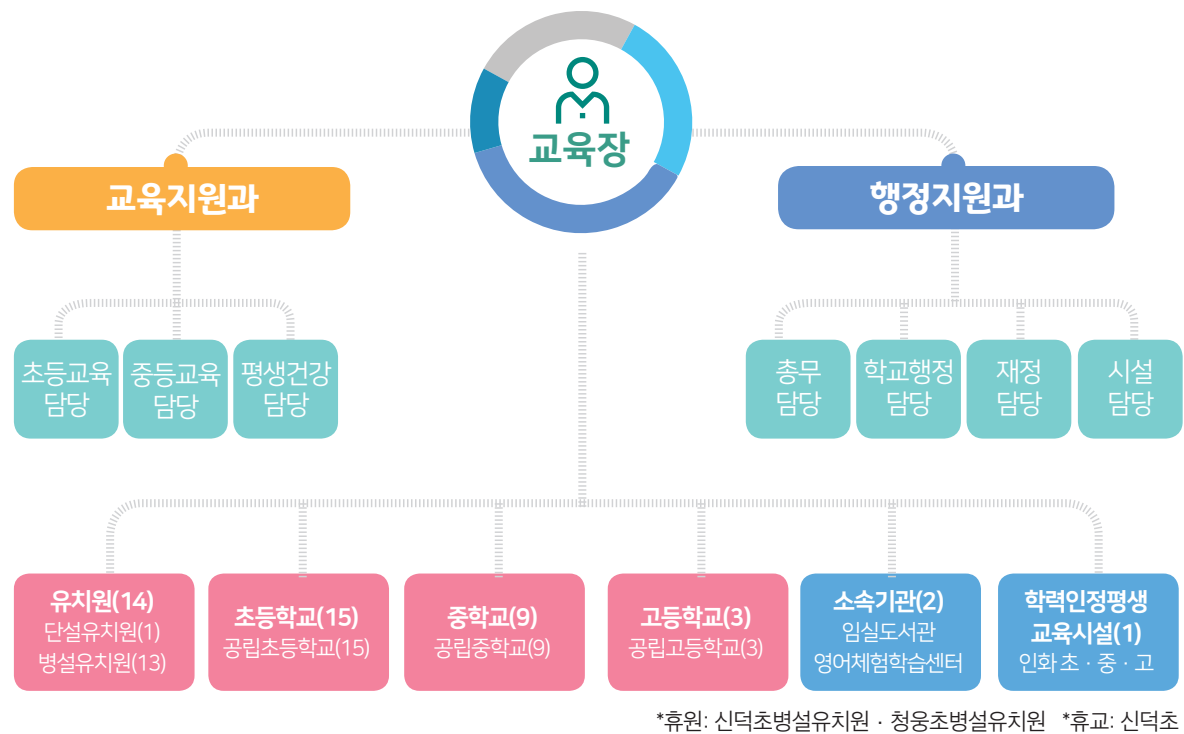 교육장
교육지원과
행정지원과
초등교육
담당
중등교육
담당
평생건강
담당
총무
담당
학교행정
담당
재정
담당
시설
담당
유치원(14)
단설유치원(1)
병설유치원(13)
초등학교(15)
공립초등학교(15)
중학교(9)
공립중학교(9)
고등학교(3)
공립고등학교(3)
소속기관(2)
임실도서관
영어체험학습센터
학력인정평생
교육시설(1)
인화 초 · 중 · 고
*휴원: 신덕초병설유치원 · 청웅초병설유치원 *휴교: 신덕초